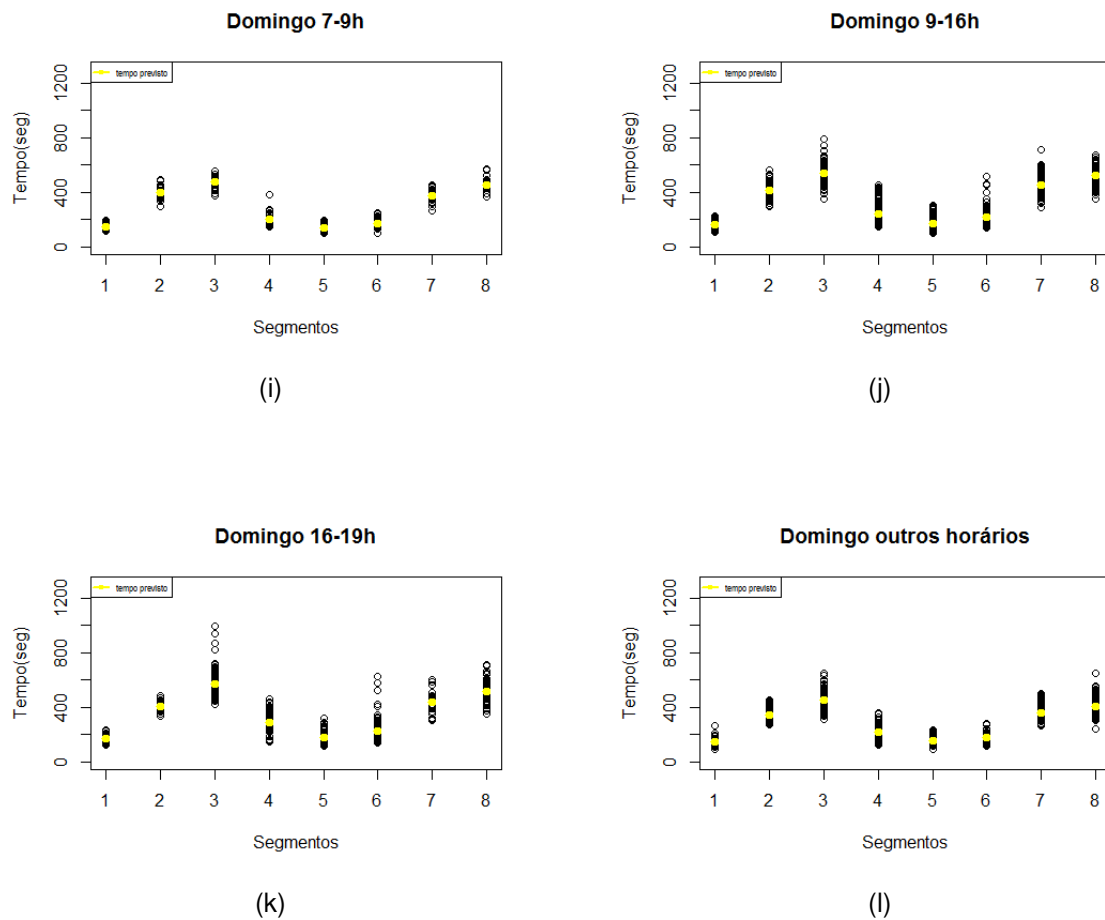 Domingo 7-9h
tempo previsto
Tempo(seg)
1200
800
400
0
1 2 3 4 5 6 7 8
Segmentos
(i)
Domingo 9-16h
tempo previsto
Tempo(seg)
1200
800
400
0
1 2 3 4 5 6 7 8
Segmentos
(j)
Domingo 16-19h
tempo previsto
Tempo(seg)
1200
800
400
0
1 2 3 4 5 6 7 8
Segmentos
(k)
Domingo outros horários
tempo previsto
Tempo(seg)
1200
800
400
0
1 2 3 4 5 6 7 8
Segmentos
(l)